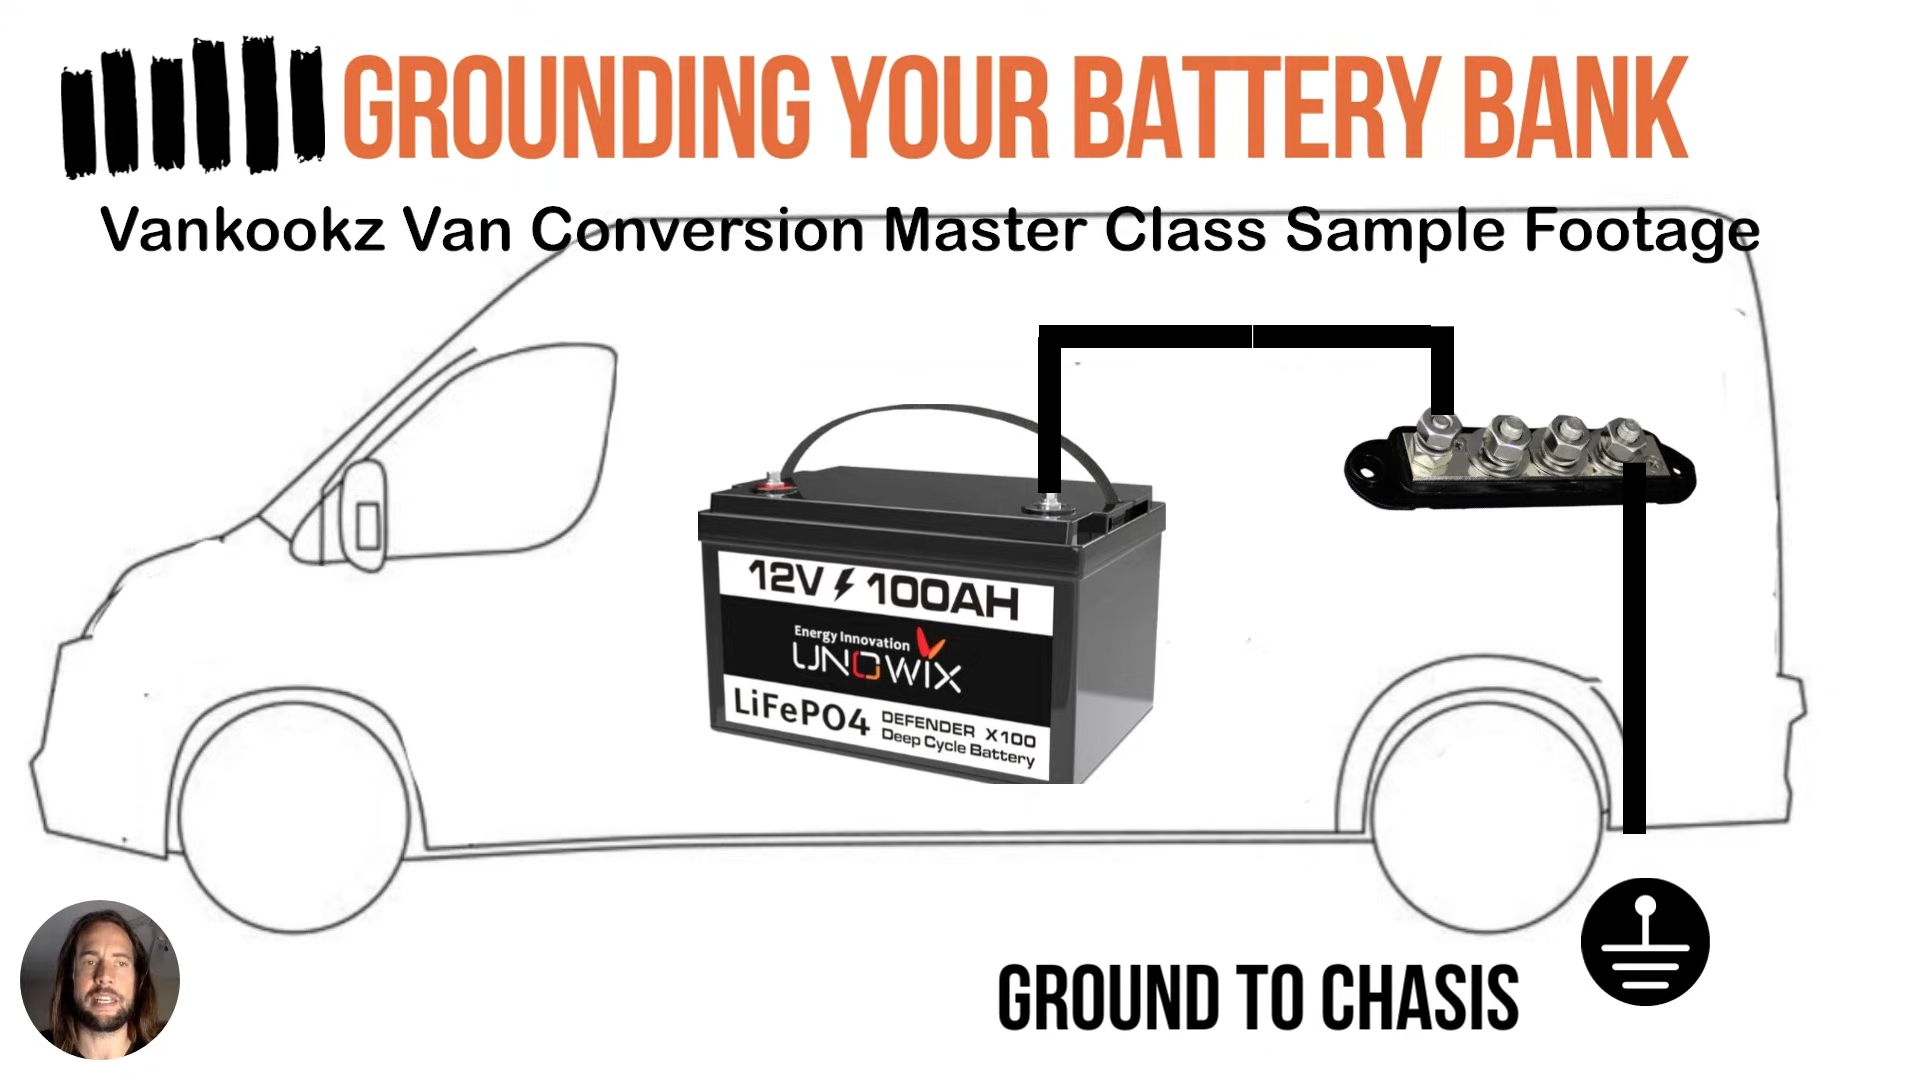 GROUNDING YOUR BATTERY BANK
Vankookz Van Conversion Master Class Sample Footage
12V 100AH
Energy Innovation
UNOWIX
LiFePO4
DEFENDER X100
Deep Cycle Battery
GROUND TO CHASIS